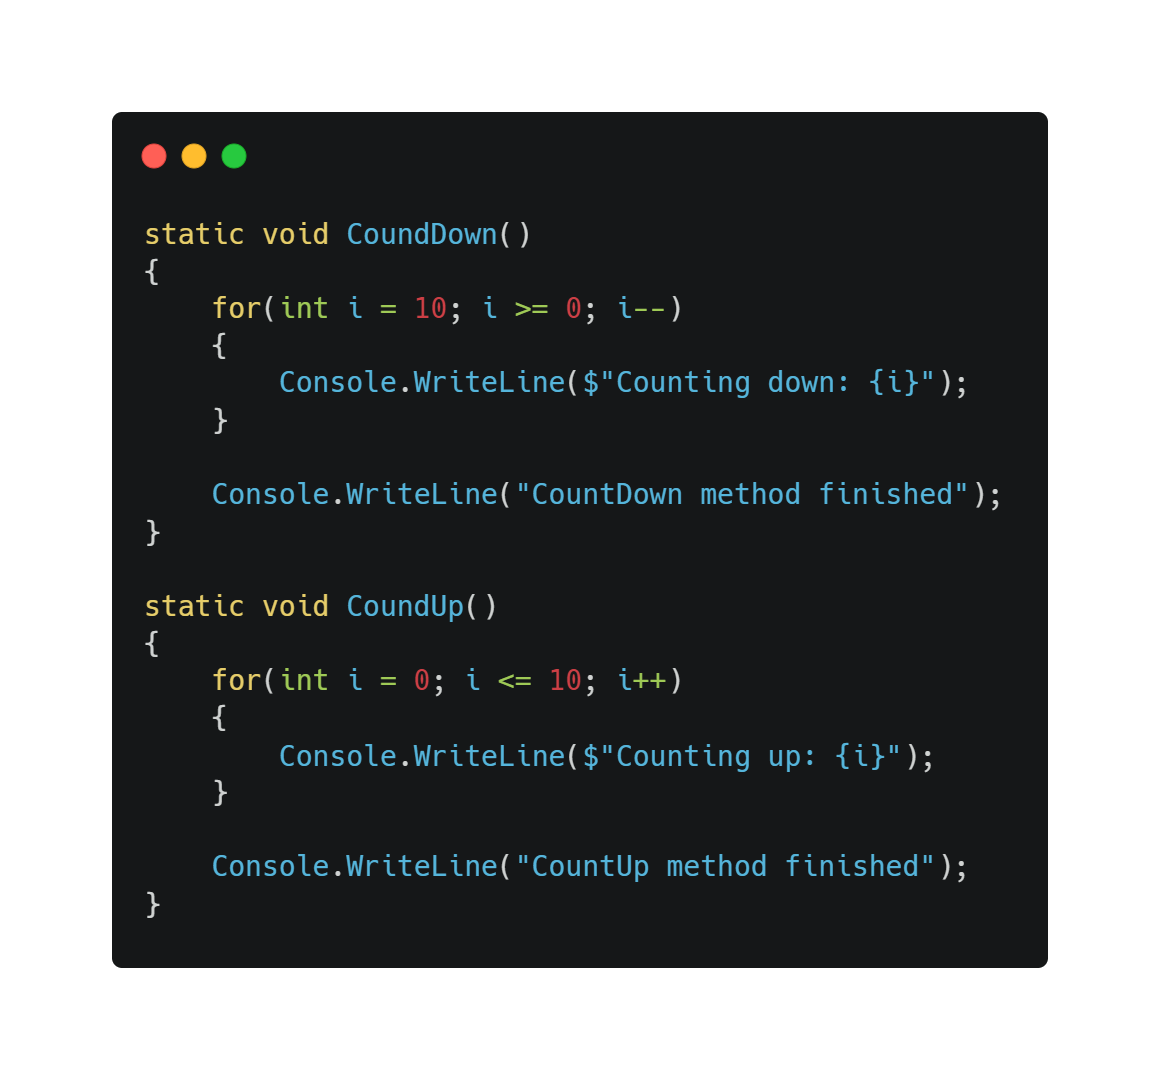 static void CoundDown()
{
    for(int i = 10; i >= 0; i--)
    {
        Console.WriteLine($"Counting down: {i}");
    }

    Console.WriteLine("CountDown method finished");
}

static void CoundUp()
{
    for(int i = 0; i <= 10; i++)
    {
        Console.WriteLine($"Counting up: {i}");
    }

    Console.WriteLine("CountUp method finished");
}